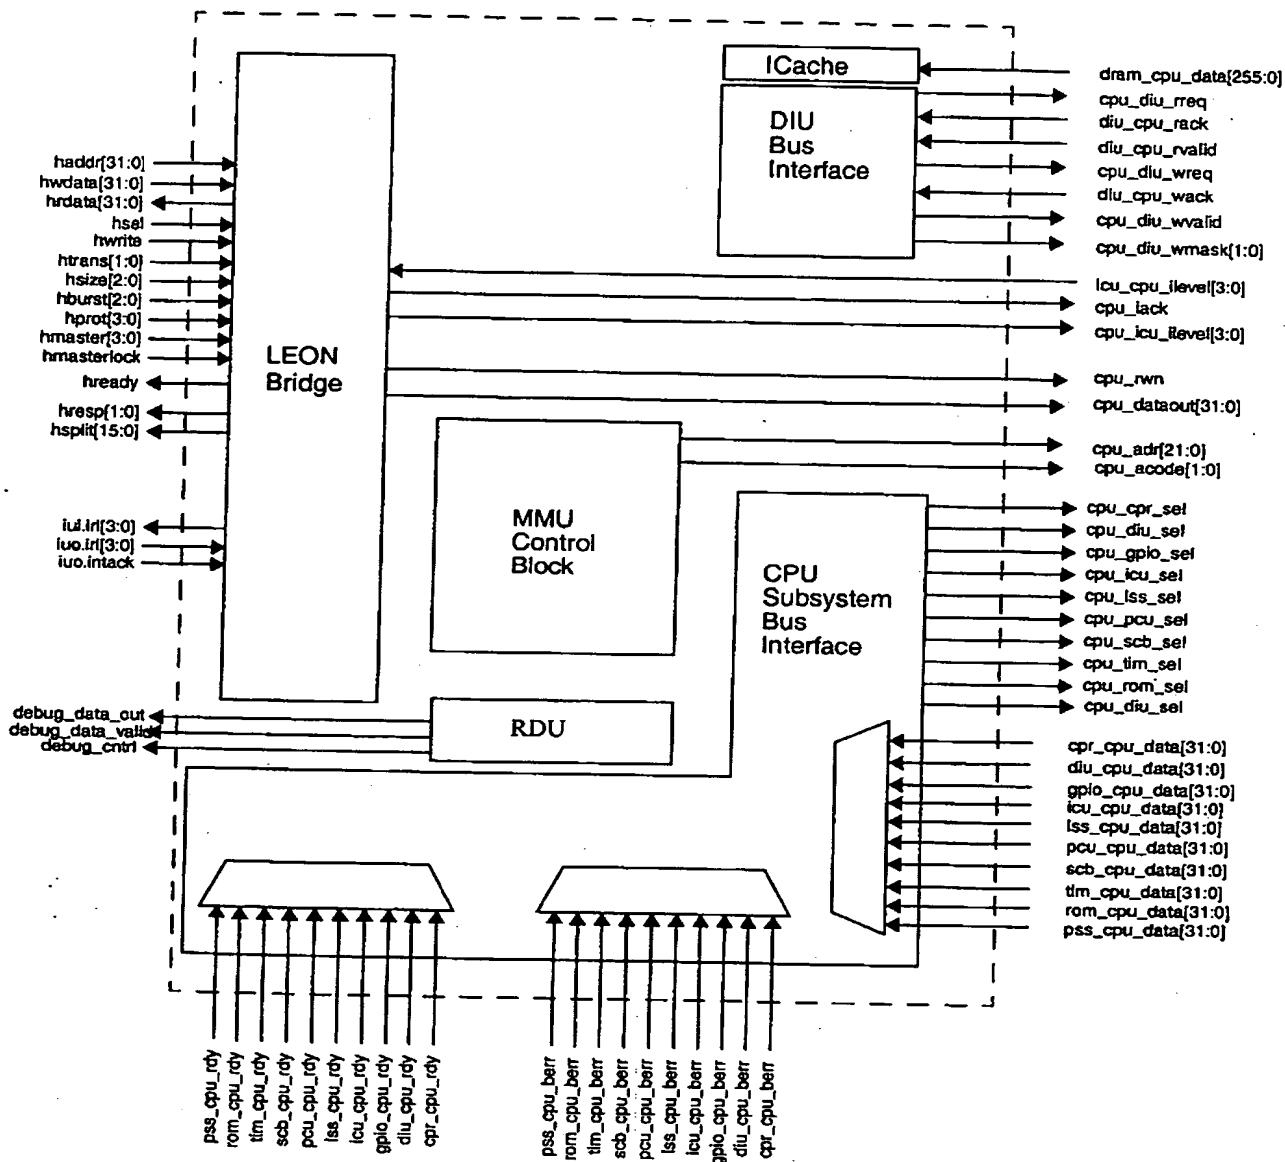 ICache
DIU
Bus
Interface
dram_cpu_data[255:0]
cpu_diu_rreq
diu_cpu_rack
diu_cpu_rvalid
cpu_diu_wreq
diu_cpu_wack
cpu_diu_wvalid
cpu_diu_wmask[1:0]
icu_cpu_ilevel[3:0]
cpu_iack
cpu_icu_ilevel[3:0]
cpu_rwn
cpu_dataout[31:0]
cpu_adr[21:0]
cpu_acode[1:0]
haddr[31:0]
hwdata[31:0]
hrdata[31:0]
hsel
hwrite
htrans[1:0]
hsize[2:0]
hburst[2:0]
hprot[3:0]
hmaster[3:0]
hmasterlock
hready
hresp[1:0]
hsplit[15:0]
iui.irl[3:0]
iuo.irl[3:0]
iuo.intack
LEON
Bridge
MMU
Control
Block
CPU
Subsystem
Bus
Interface
cpu_cpr_sel
cpu_diu_sel
cpu_gpio_sel
cpu_icu_sel
cpu_lss_sel
cpu_pcu_sel
cpu_scb_sel
cpu_tim_sel
cpu_rom_sel
cpu_diu_sel
debug_data_out
debug_data_valid
debug_cntrl
RDU
cpr_cpu_data[31:0]
diu_cpu_data[31:0]
gpio_cpu_data[31:0]
icu_cpu_data[31:0]
lss_cpu_data[31:0]
pcu_cpu_data[31:0]
scb_cpu_data[31:0]
tim_cpu_data[31:0]
rom_cpu_data[31:0]
pss_cpu_data[31:0]
pss_cpu_rdy
rom_cpu_rdy
tim_cpu_rdy
scb_cpu_rdy
pcu_cpu_rdy
lss_cpu_rdy
icu_cpu_rdy
gpio_cpu_rdy
diu_cpu_rdy
cpr_cpu_rdy
pss_cpu_berr
rom_cpu_berr
tim_cpu_berr
scb_cpu_berr
pcu_cpu_berr
lss_cpu_berr
icu_cpu_berr
gpio_cpu_berr
diu_cpu_berr
cpr_cpu_berr